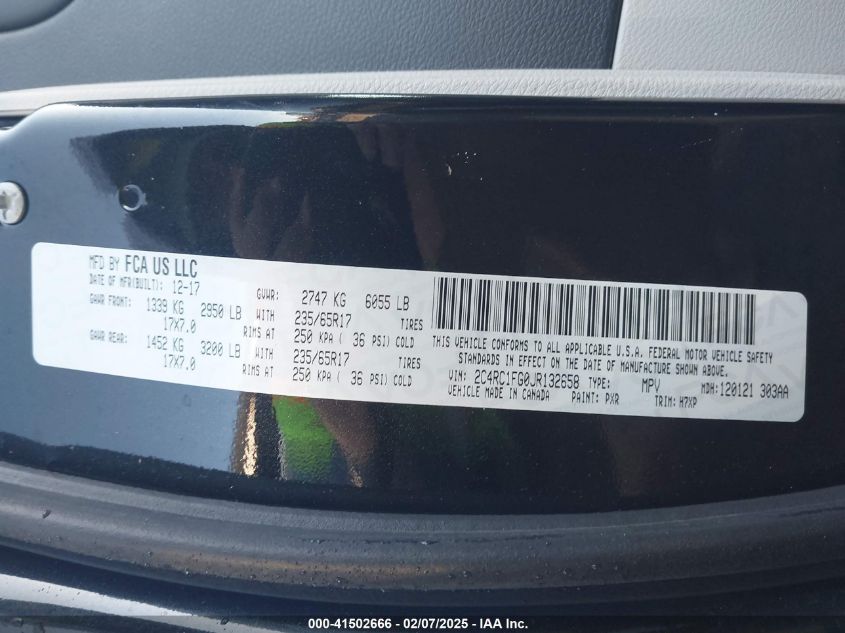 MFD BY FCA US LLC
DATE OF MFR(BUILT): 12-17
GVWR: 2747 KG 6055 LB
GAWR FRONT: 1339 KG 2950 LB WITH 235/65R17 TIRES
17X7.0 RIMS AT 250 KPA ( 36 PSI) COLD
GAWR REAR: 1452 KG 3200 LB WITH 235/65R17 TIRES
17X7.0 RIMS AT 250 KPA ( 36 PSI) COLD
THIS VEHICLE CONFORMS TO ALL APPLICABLE U.S.A. FEDERAL MOTOR VEHICLE SAFETY
STANDARDS IN EFFECT ON THE DATE OF MANUFACTURE SHOWN ABOVE.
VIN: 2C4RC1FG0JR132658 TYPE: MPV MDH:120121 303AA
VEHICLE MADE IN CANADA PAINT: PXR TRIM: H7XP
000-41502666 - 02/07/2025 - IAA Inc.